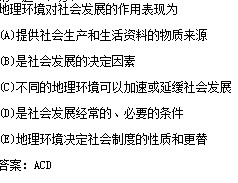 地理环境对社会发展的作用表现为
(A)提供社会生产和生活资料的物质来源
(B)是社会发展的决定因素
(C)不同的地理环境可以加速或延缓社会发展
(D)是社会发展经常的、必要的条件
(E)地理环境决定社会制度的性质和更替
答案: ACD